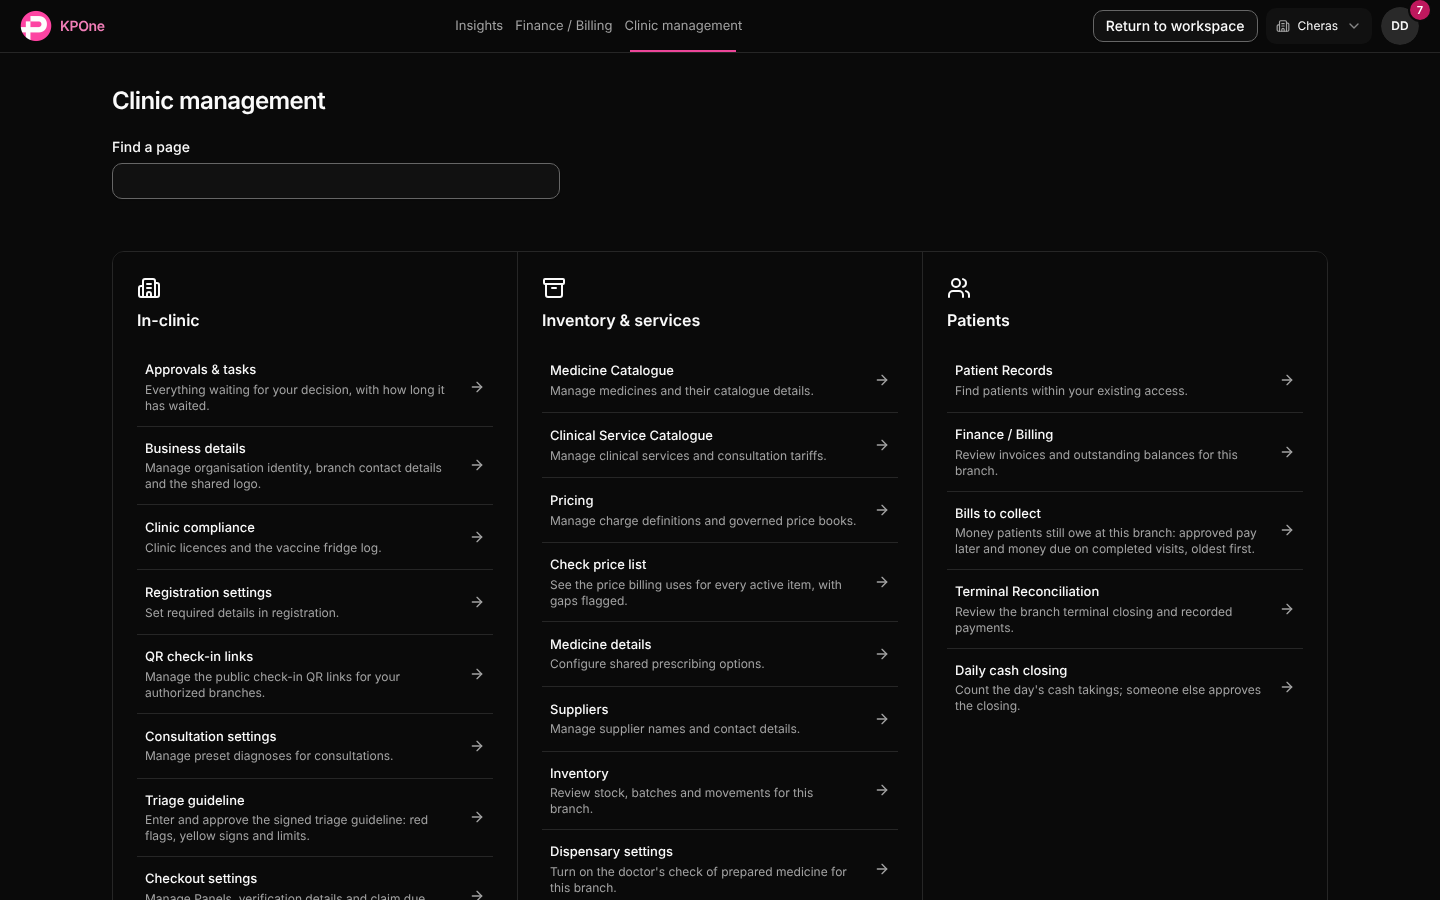 KPOne
Insights
Finance / Billing
Clinic management
Return to workspace
Cheras
DD
7
Clinic management
Find a page
In-clinic
Approvals & tasks
Everything waiting for your decision, with how long it
has waited.
Business details
Manage organisation identity, branch contact details
and the shared logo.
Clinic compliance
Clinic licences and the vaccine fridge log.
Registration settings
Set required details in registration.
QR check-in links
Manage the public check-in QR links for your
authorized branches.
Consultation settings
Manage preset diagnoses for consultations.
Triage guideline
Enter and approve the signed triage guideline: red
flags, yellow signs and limits.
Checkout settings
Manage Panels, verification details and claim due
Inventory & services
Medicine Catalogue
Manage medicines and their catalogue details.
Clinical Service Catalogue
Manage clinical services and consultation tariffs.
Pricing
Manage charge definitions and governed price books.
Check price list
See the price billing uses for every active item, with
gaps flagged.
Medicine details
Configure shared prescribing options.
Suppliers
Manage supplier names and contact details.
Inventory
Review stock, batches and movements for this
branch.
Dispensary settings
Turn on the doctor's check of prepared medicine for
this branch.
Patients
Patient Records
Find patients within your existing access.
Finance / Billing
Review invoices and outstanding balances for this
branch.
Bills to collect
Money patients still owe at this branch: approved pay
later and money due on completed visits, oldest first.
Terminal Reconciliation
Review the branch terminal closing and recorded
payments.
Daily cash closing
Count the day's cash takings; someone else approves
the closing.